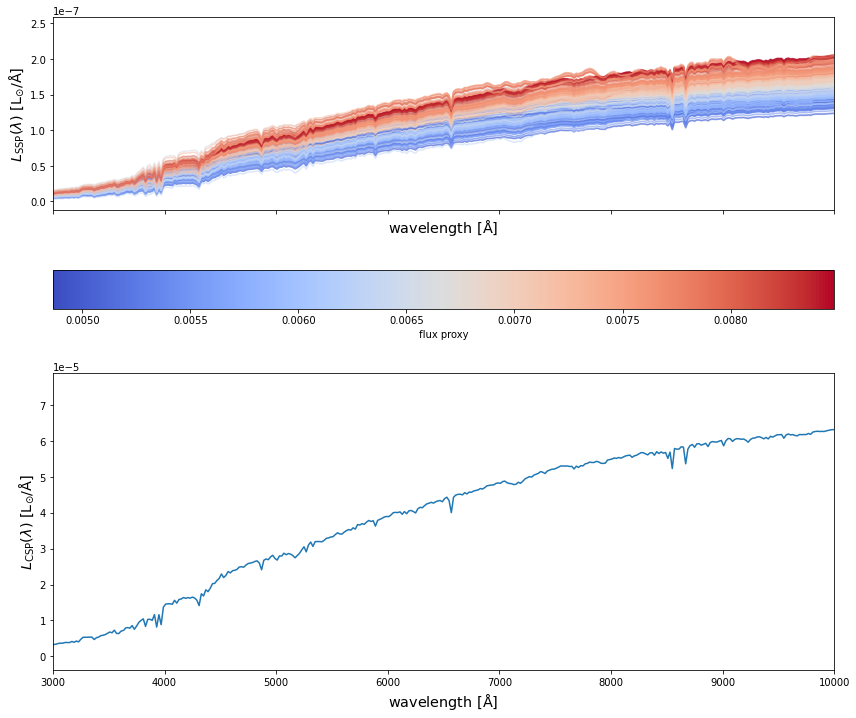 1e−7
2.5
2.0
1.5
1.0
0.5
0.0
L_SSP(λ) [L☉/Å]
wavelength [Å]
0.0050 0.0055 0.0060 0.0065 0.0070 0.0075 0.0080
flux proxy
1e−5
7
6
5
4
3
2
1
0
L_CSP(λ) [L☉/Å]
3000 4000 5000 6000 7000 8000 9000 10000
wavelength [Å]